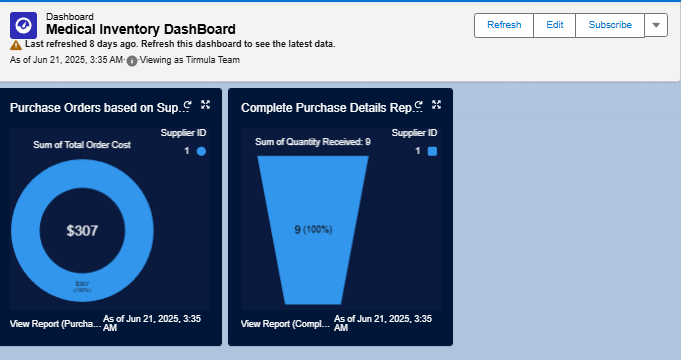 Dashboard
Medical Inventory DashBoard
Last refreshed 8 days ago. Refresh this dashboard to see the latest data.
As of Jun 21, 2025, 3:35 AM·Viewing as Tirmula Team
Refresh
Edit
Subscribe
Purchase Orders based on Sup...
Supplier ID
Sum of Total Order Cost
1
$307
$307
(100%)
View Report (Purcha...
As of Jun 21, 2025, 3:35
AM
Complete Purchase Details Rep...
Supplier ID
Sum of Quantity Received: 9
1
9 (100%)
View Report (Compl...
As of Jun 21, 2025, 3:35
AM